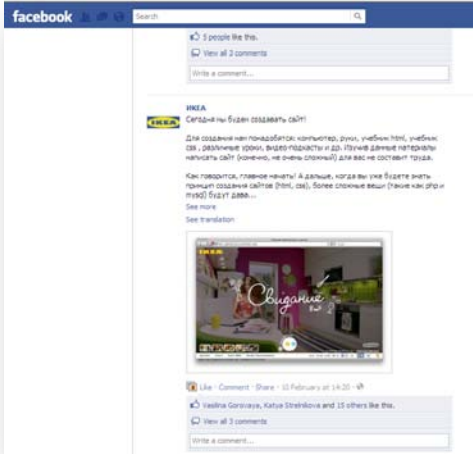 facebook
Search
5 people like this.
View all 2 comments
Write a comment...
ИКЕА
IKEA
Сегодня мы будем создавать сайт!
Для создания нам понадобятся: компьютер, руки, учебник html, учебник
css , различные уроки, видео-подкасты и др. Изучив данные материалы
написать сайт (конечно, не очень сложный) для вас не составит труда.
Как говорится, главное начать! А дальше, когда вы уже будете знать
принцип создания сайтов (html, css), более сложные вещи (такие как php и
mysql) будут дава...
See more
See translation
IKEA
Свидание
Like · Comment · Share · 10 February at 14:20 ·
Vasilina Gorovaya, Katya Strelnikova and 15 others like this.
View all 3 comments
Write a comment...